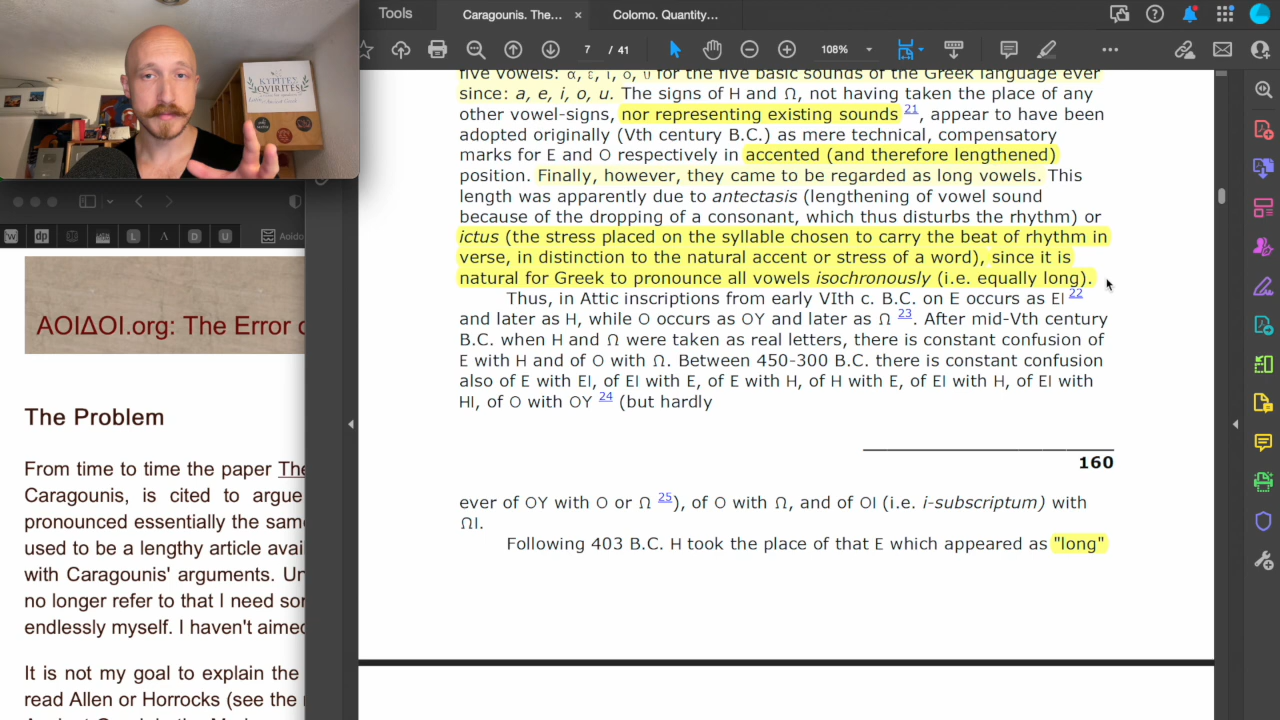 Tools
Caragounis. The...
×
Colomo. Quantity...
7 / 41
108%
five vowels: α, ε, ι, ο, υ for the five basic sounds of the Greek language ever
since: a, e, i, o, u. The signs of H and Ω, not having taken the place of any
other vowel-signs, nor representing existing sounds 21, appear to have been
adopted originally (Vth century B.C.) as mere technical, compensatory
marks for E and O respectively in accented (and therefore lengthened)
position. Finally, however, they came to be regarded as long vowels. This
length was apparently due to antectasis (lengthening of vowel sound
because of the dropping of a consonant, which thus disturbs the rhythm) or
ictus (the stress placed on the syllable chosen to carry the beat of rhythm in
verse, in distinction to the natural accent or stress of a word), since it is
natural for Greek to pronounce all vowels isochronously (i.e. equally long).
Thus, in Attic inscriptions from early VIth c. B.C. on E occurs as EI 22
and later as H, while O occurs as OY and later as Ω 23. After mid-Vth century
B.C. when H and Ω were taken as real letters, there is constant confusion of
E with H and of O with Ω. Between 450-300 B.C. there is constant confusion
also of E with EI, of EI with E, of E with H, of H with E, of EI with H, of EI with
HI, of O with OY 24 (but hardly
160
ever of OY with O or Ω 25), of O with Ω, and of OI (i.e. i-subscriptum) with
ΩI.
Following 403 B.C. H took the place of that E which appeared as "long"
W dp L Λ D U Aoido
AOIΔOI.org: The Error o
The Problem
From time to time the paper The
Caragounis, is cited to argue
pronounced essentially the same
used to be a lengthy article avai
with Caragounis' arguments. Un
no longer refer to that I need son
endlessly myself. I haven't aimed
It is not my goal to explain the
read Allen or Horrocks (see the